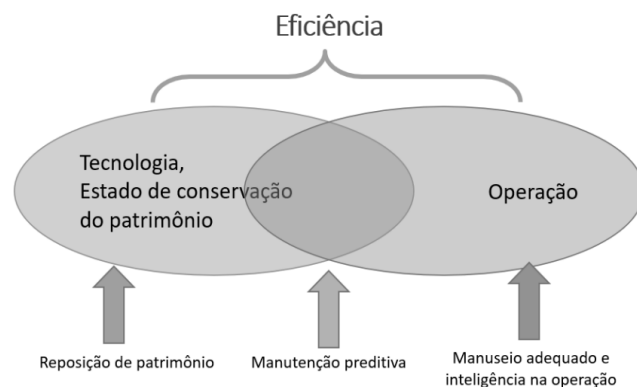 Eficiência
Tecnologia,
Estado de conservação
do patrimônio
Operação
Reposição de patrimônio
Manutenção preditiva
Manuseio adequado e
inteligência na operação